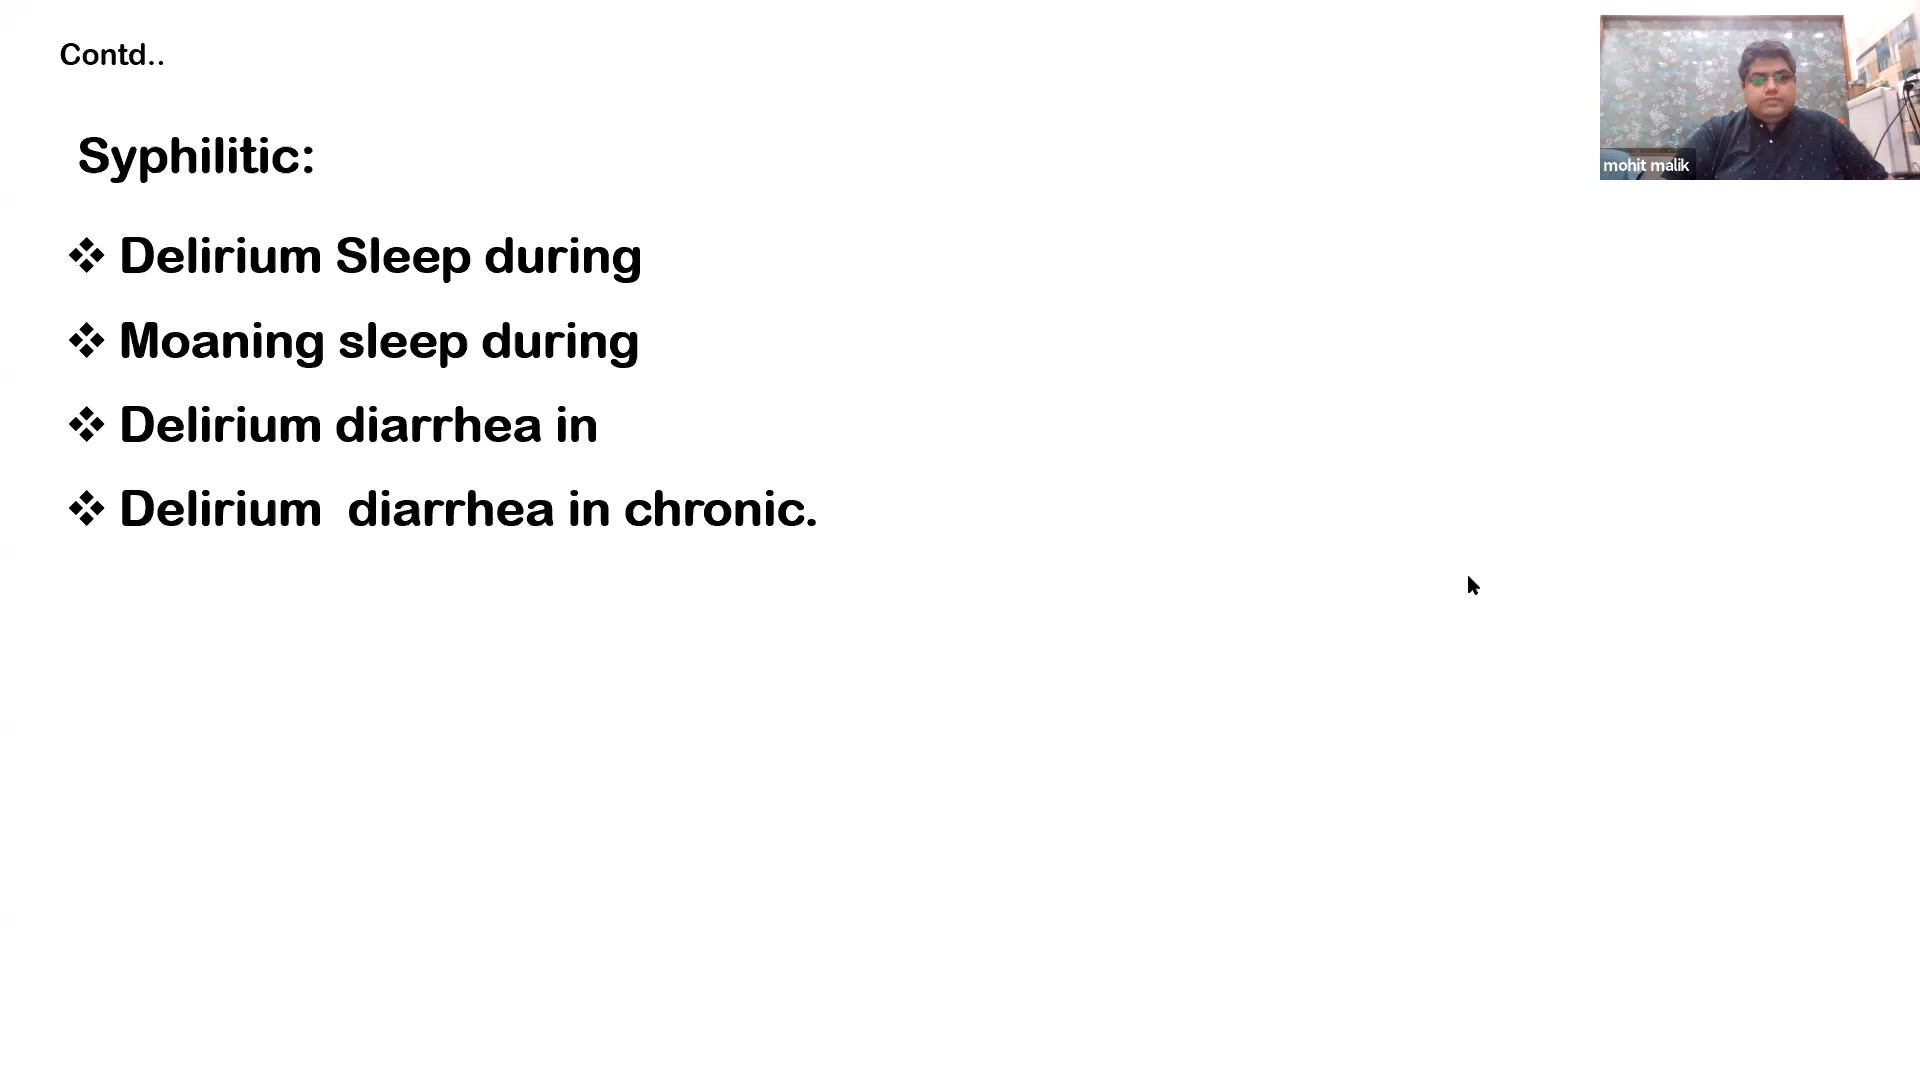 Contd..
mohit malik
Syphilitic:
❖ Delirium Sleep during
❖ Moaning sleep during
❖ Delirium diarrhea in
❖ Delirium  diarrhea in chronic.